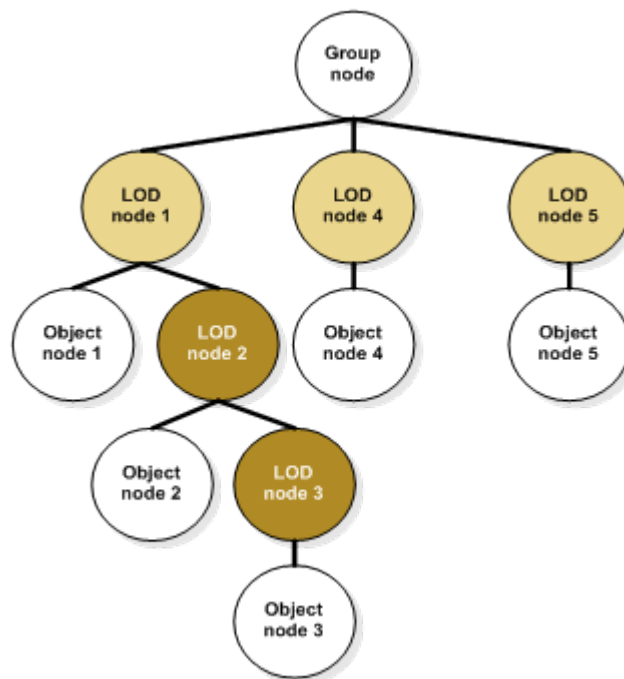 Group
node
LOD
node 1
LOD
node 4
LOD
node 5
Object
node 1
LOD
node 2
Object
node 4
Object
node 5
Object
node 2
LOD
node 3
Object
node 3